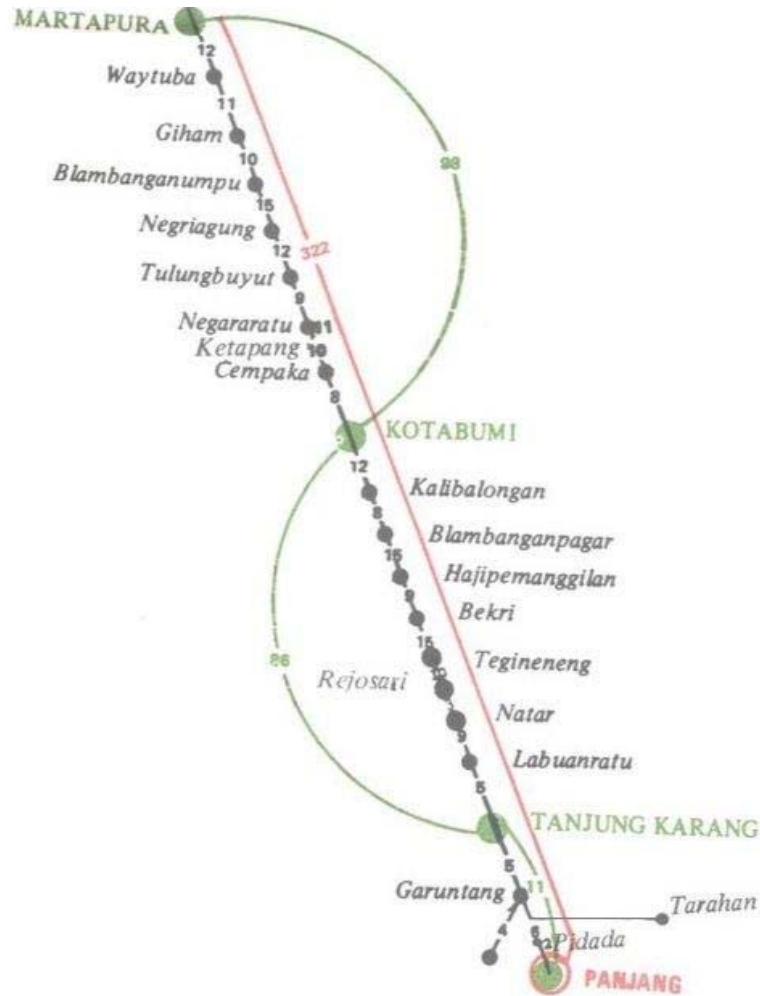 MARTAPURA
12
Waytuba
11
Giham
10
Blambanganumpu
15
98
Negriagung
12
322
Tulungbuyut
9
Negararatu
11
Ketapang
10
Cempaka
8
KOTABUMI
12
Kalibalongan
8
Blambanganpagar
15
Hajipemanggilan
9
Bekri
15
Tegineneng
86
Rejosari
Natar
9
Labuanratu
5
TANJUNG KARANG
5
Garuntang
11
Tarahan
4
6
Pidada
PANJANG